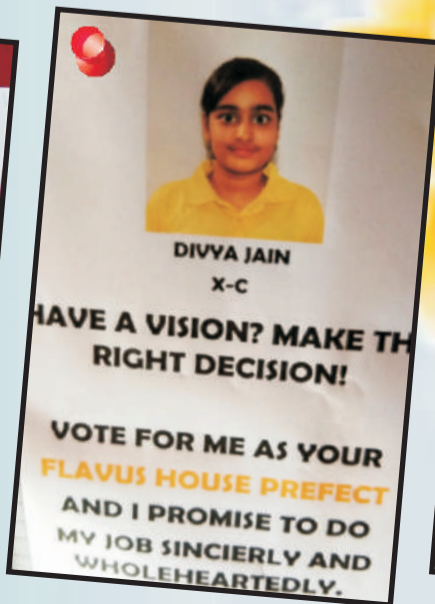 DIVYA JAIN
X-C
HAVE A VISION? MAKE TH
RIGHT DECISION!
VOTE FOR ME AS YOUR
FLAVUS HOUSE PREFECT
AND I PROMISE TO DO
MY JOB SINCIERLY AND
WHOLEHEARTEDLY.